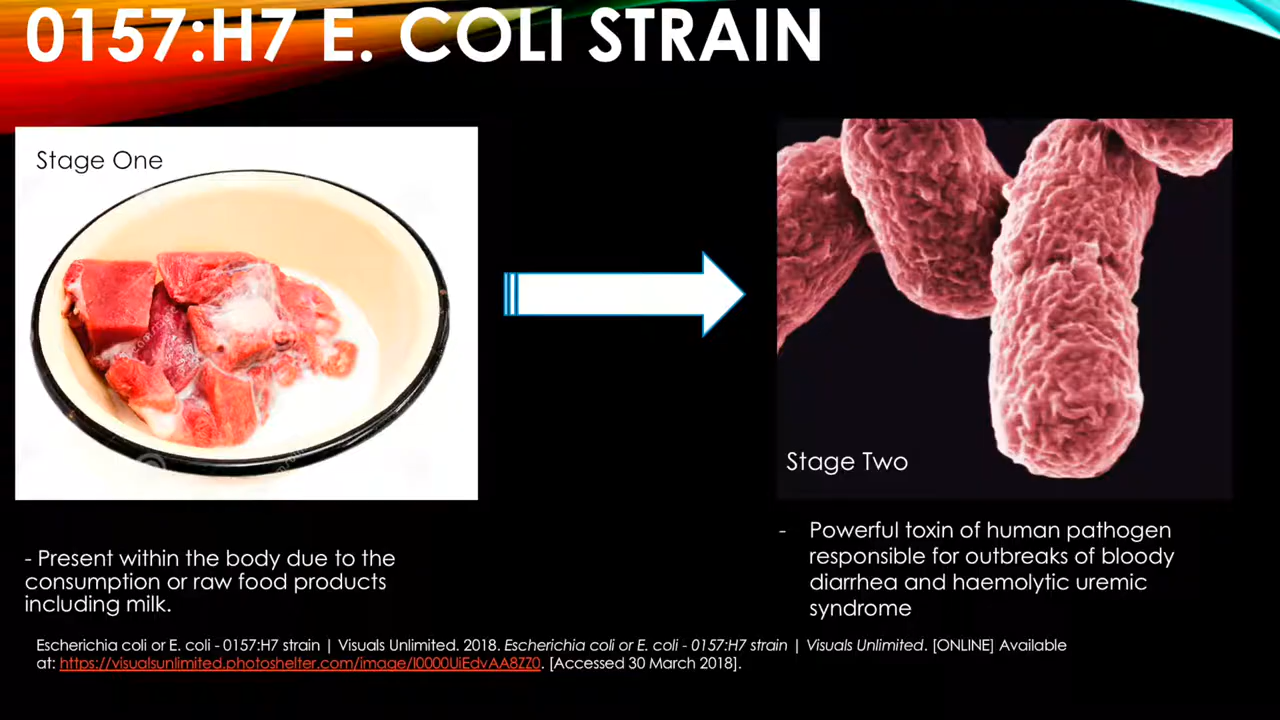 0157:H7 E. COLI STRAIN
Stage One
Stage Two
- Present within the body due to the
consumption or raw food products
including milk.
- Powerful toxin of human pathogen
responsible for outbreaks of bloody
diarrhea and haemolytic uremic
syndrome
Escherichia coli or E. coli - 0157:H7 strain | Visuals Unlimited. 2018. Escherichia coli or E. coli - 0157:H7 strain | Visuals Unlimited. [ONLINE] Available
at: https://visualsunlimited.photoshelter.com/image/I0000UiEdvAA8ZZ0. [Accessed 30 March 2018].